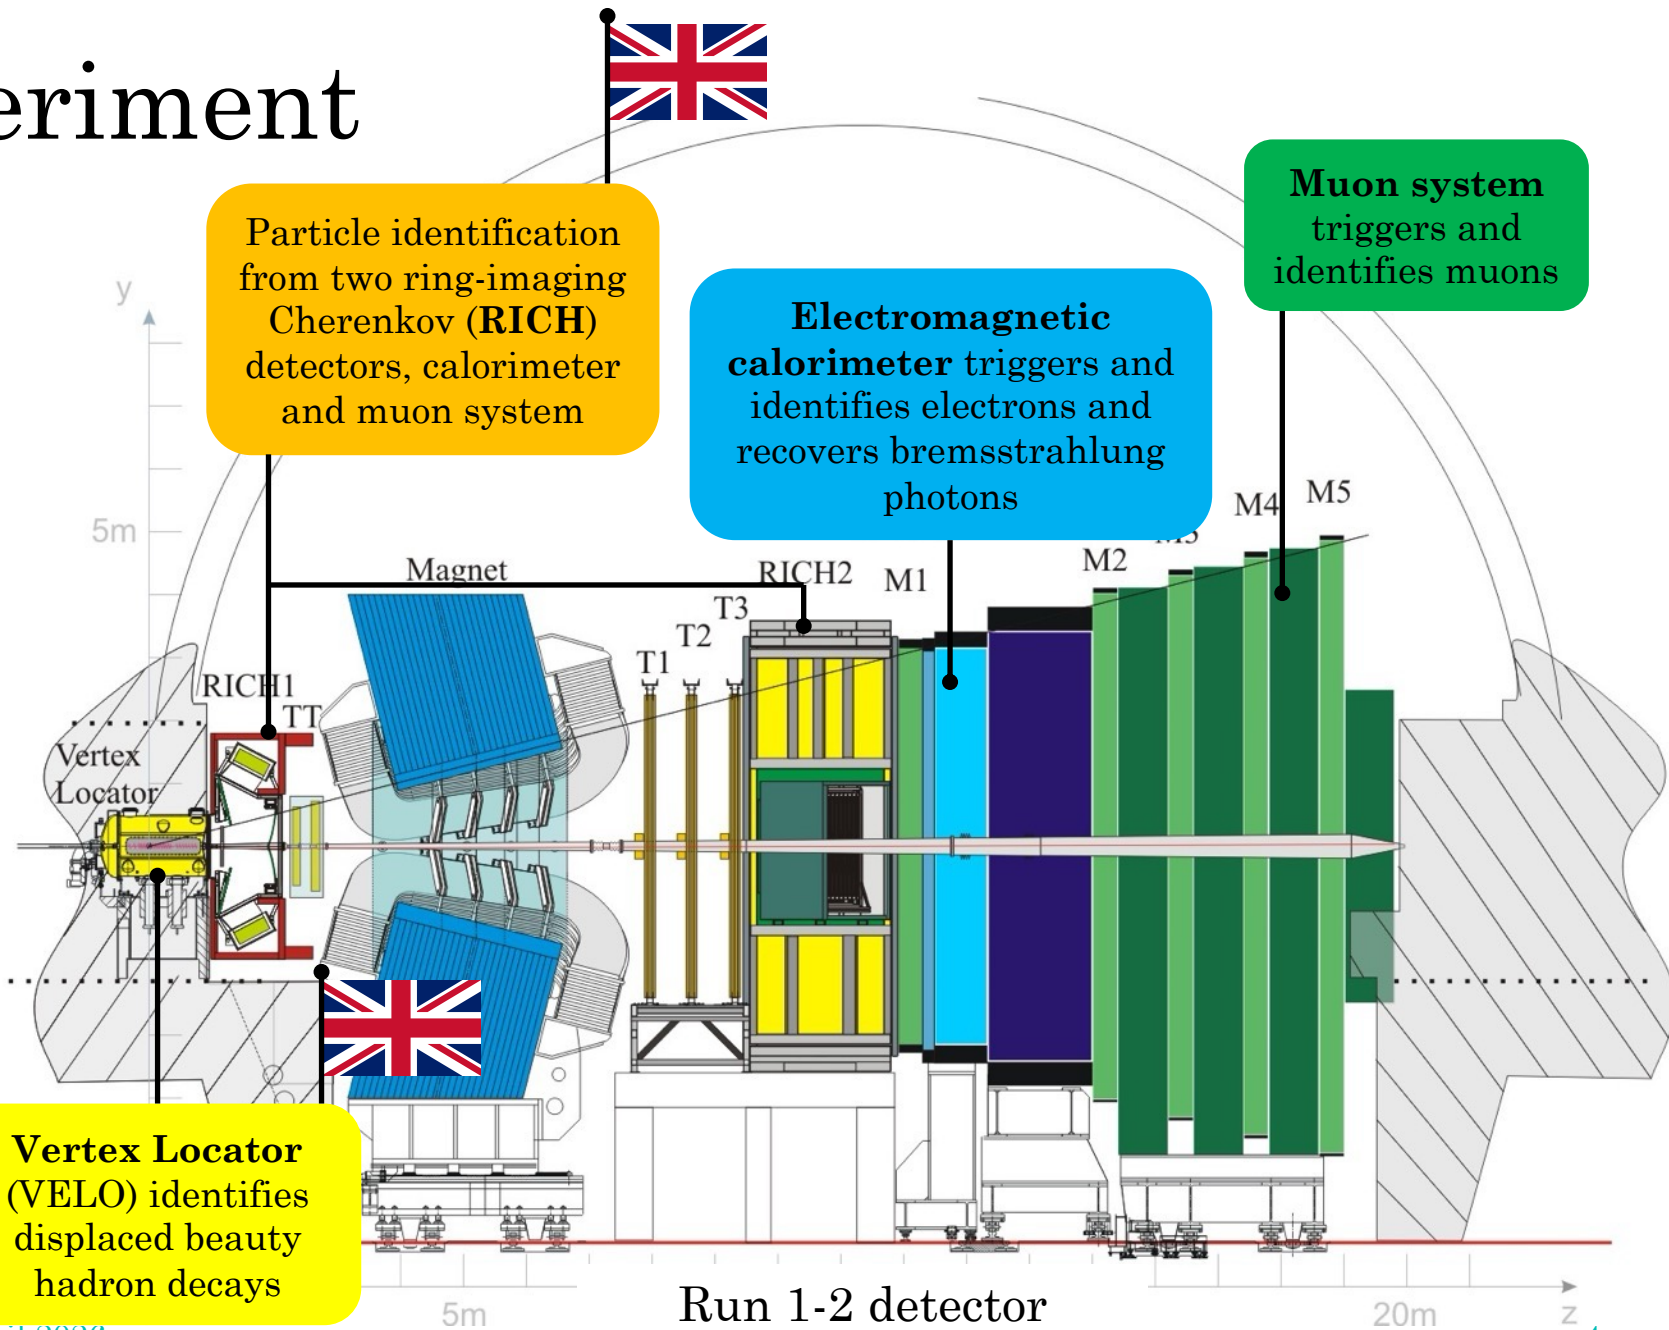 eriment
Particle identification
from two ring-imaging
Cherenkov (RICH)
detectors, calorimeter
and muon system
Muon system
triggers and
identifies muons
Electromagnetic
calorimeter triggers and
identifies electrons and
recovers bremsstrahlung
photons
y
5m
Magnet
RICH2
M1
M2
M3
M4
M5
T1
T2
T3
RICH1
TT
Vertex
Locator
Vertex Locator
(VELO) identifies
displaced beauty
hadron decays
5m
Run 1-2 detector
20m
z